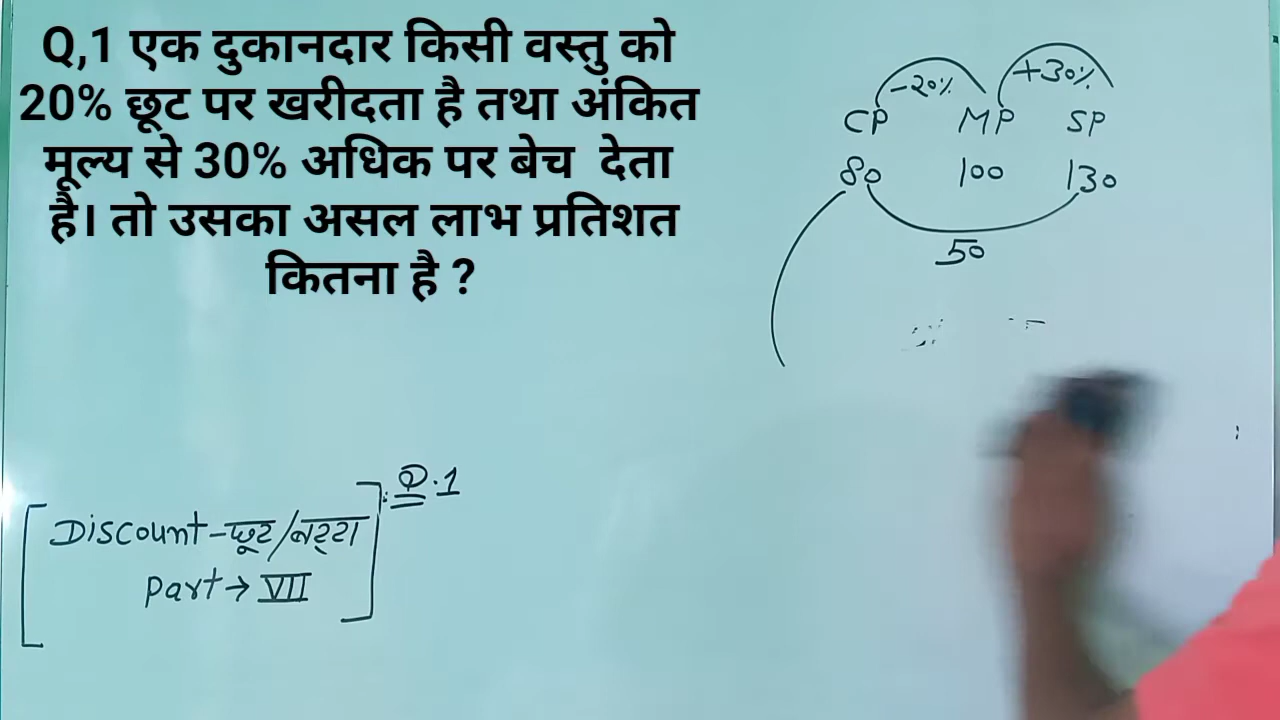 Q,1 एक दुकानदार किसी वस्तु को
20% छूट पर खरीदता है तथा अंकित
मूल्य से 30% अधिक पर बेच देता
है। तो उसका असल लाभ प्रतिशत
कितना है ?
-20% +30%
CP MP SP
80 100 130
50
Q.1
Discount-छूट/बट्टा
Part→VII